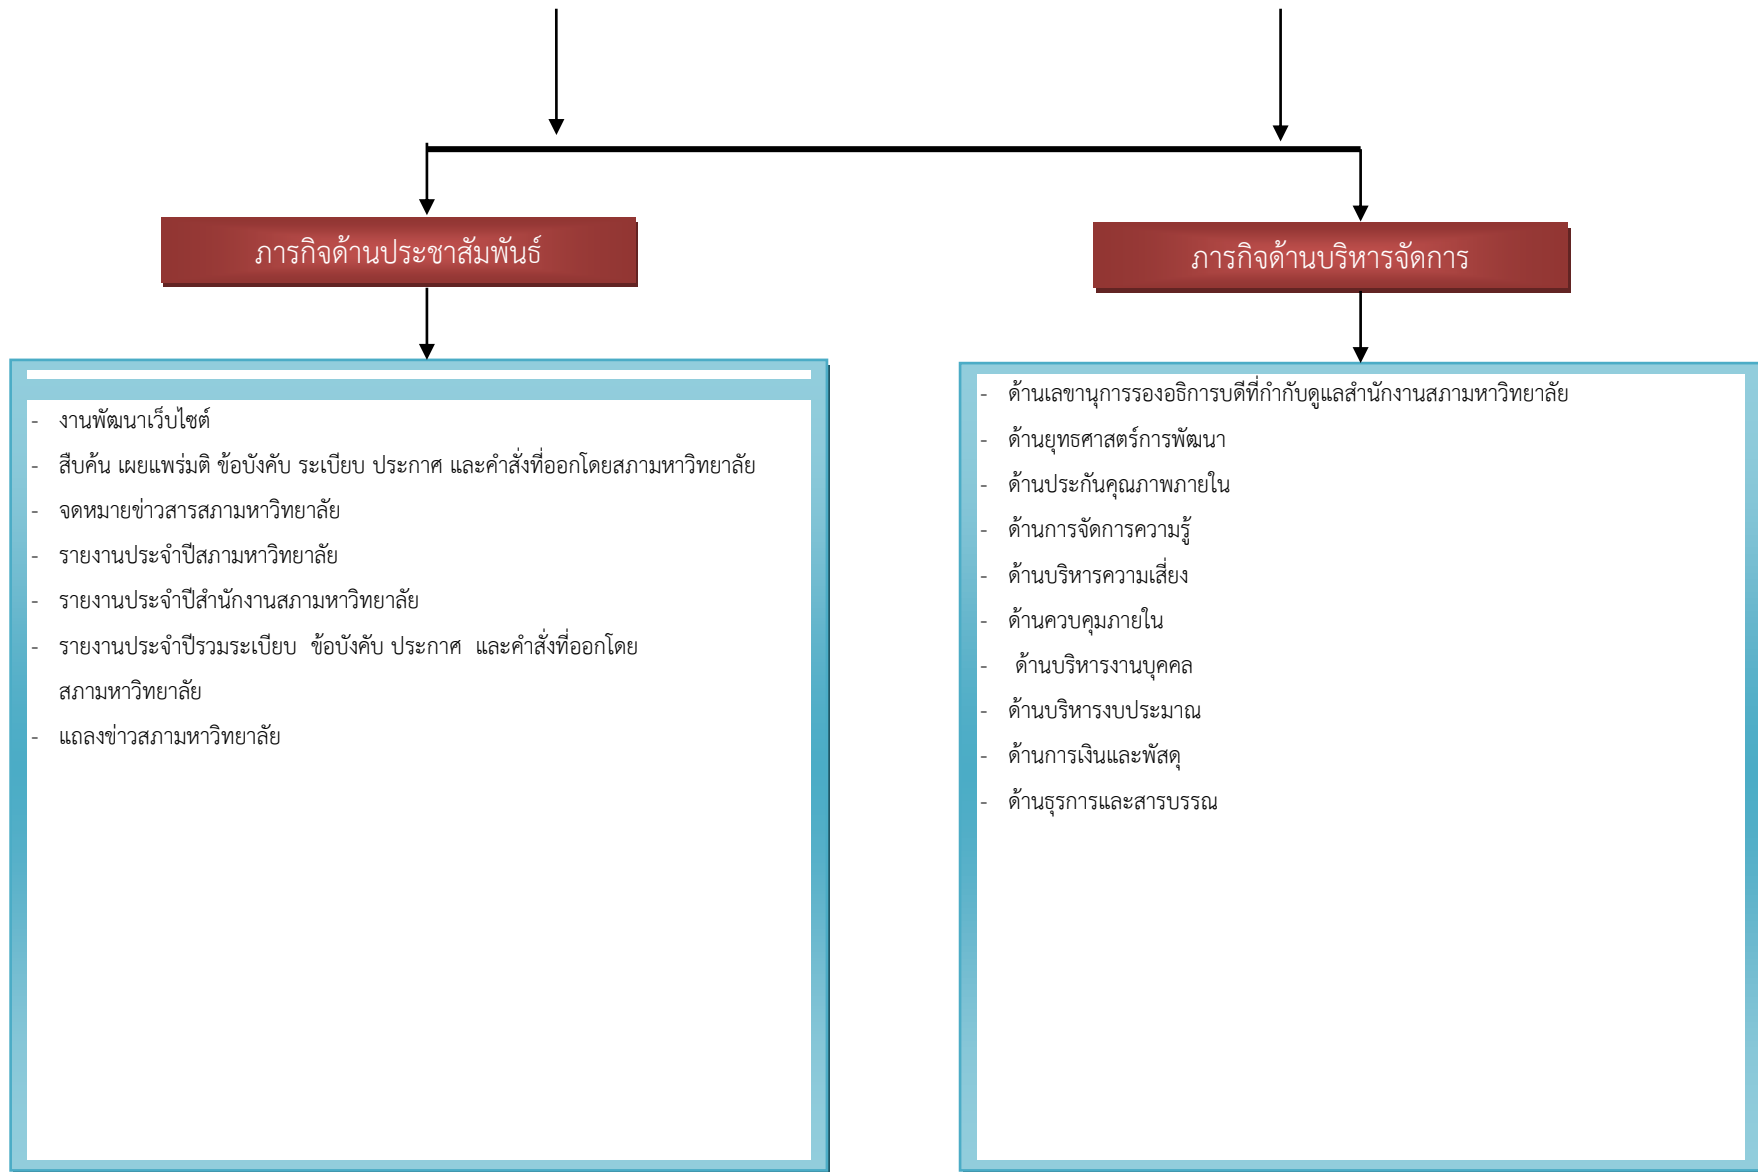 ภารกิจด้านประชาสัมพันธ์
- งานพัฒนาเว็บไซต์
- สืบค้น เผยแพร่มติ ข้อบังคับ ระเบียบ ประกาศ และคำสั่งที่ออกโดยสภามหาวิทยาลัย
- จดหมายข่าวสารสภามหาวิทยาลัย
- รายงานประจำปีสภามหาวิทยาลัย
- รายงานประจำปีสำนักงานสภามหาวิทยาลัย
- รายงานประจำปีรวมระเบียบ ข้อบังคับ ประกาศ และคำสั่งที่ออกโดย
สภามหาวิทยาลัย
- แถลงข่าวสภามหาวิทยาลัย
ภารกิจด้านบริหารจัดการ
- ด้านเลขานุการรองอธิการบดีที่กำกับดูแลสำนักงานสภามหาวิทยาลัย
- ด้านยุทธศาสตร์การพัฒนา
- ด้านประกันคุณภาพภายใน
- ด้านการจัดการความรู้
- ด้านบริหารความเสี่ยง
- ด้านควบคุมภายใน
- ด้านบริหารงานบุคคล
- ด้านบริหารงบประมาณ
- ด้านการเงินและพัสดุ
- ด้านธุรการและสารบรรณ